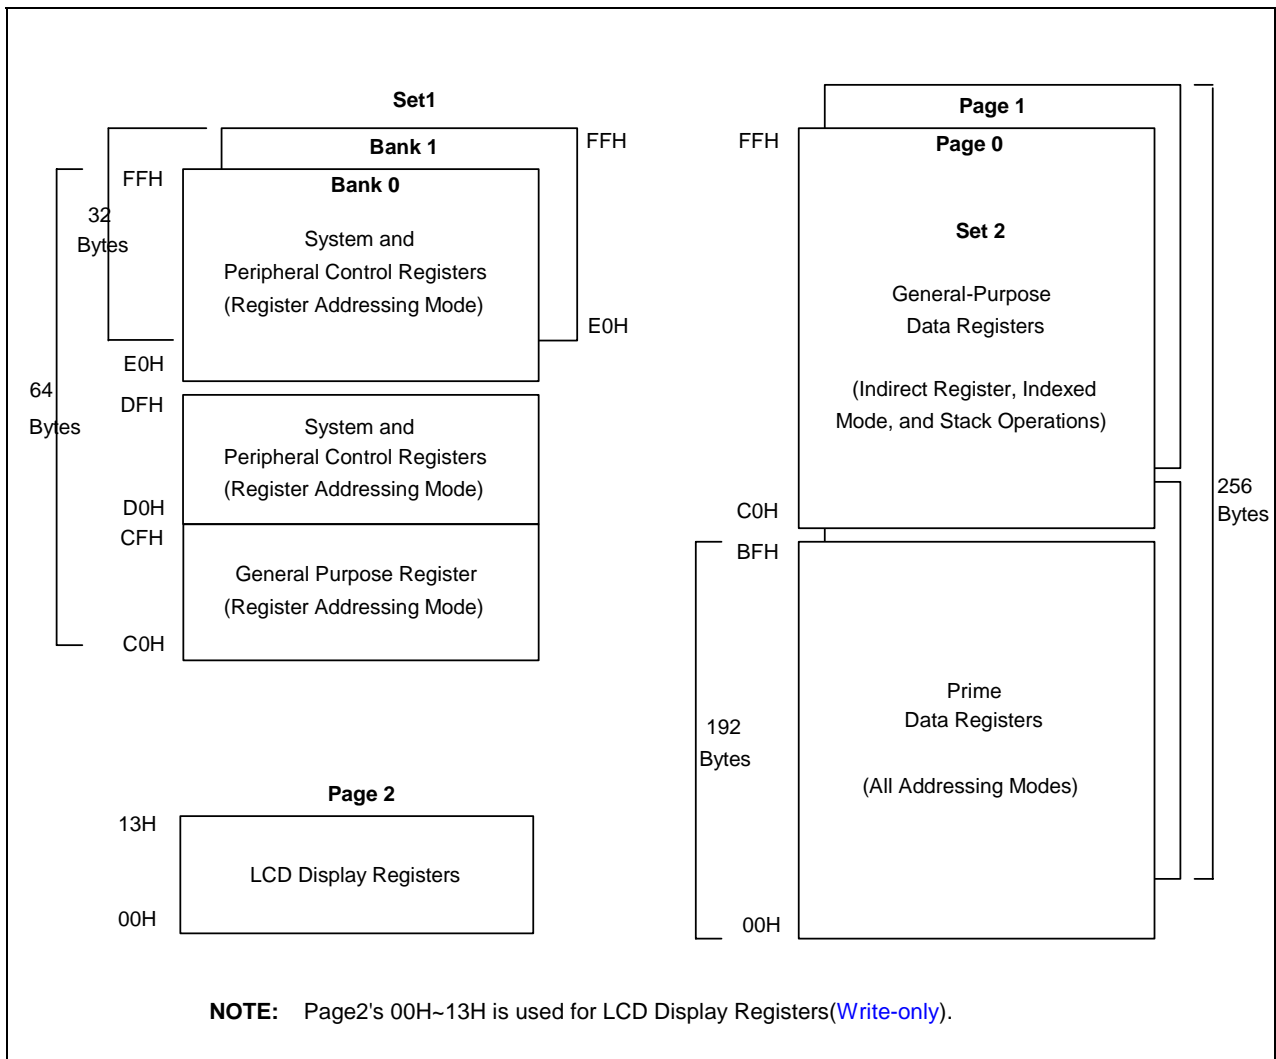 Set1
Bank 1
FFH
Bank 0
FFH
32
Bytes
System and
Peripheral Control Registers
(Register Addressing Mode)
E0H
E0H
64
Bytes
DFH
System and
Peripheral Control Registers
(Register Addressing Mode)
D0H
CFH
General Purpose Register
(Register Addressing Mode)
C0H
Page 2
13H
LCD Display Registers
00H
Page 1
FFH
Page 0
Set 2
General-Purpose
Data Registers
(Indirect Register, Indexed
Mode, and Stack Operations)
C0H
256
Bytes
BFH
192
Bytes
Prime
Data Registers
(All Addressing Modes)
00H
NOTE: Page2's 00H~13H is used for LCD Display Registers(Write-only).